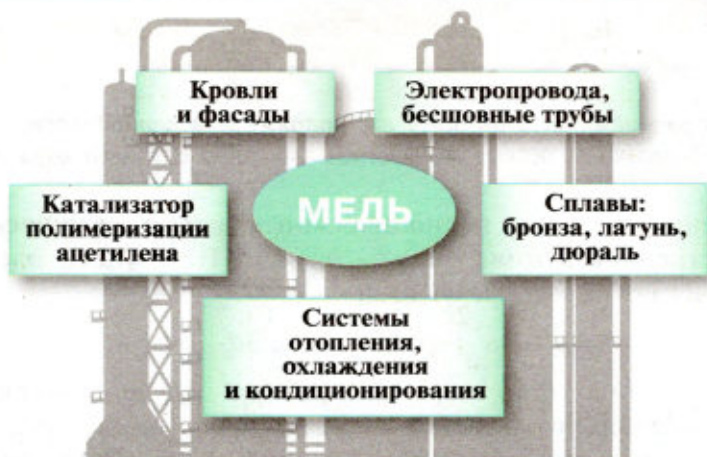 Кровли
и фасады
Электропровода,
бесшовные трубы
Катализатор
полимеризации
ацетилена
МЕДЬ
Сплавы:
бронза, латунь,
дюраль
Системы
отопления,
охлаждения
и кондиционирования